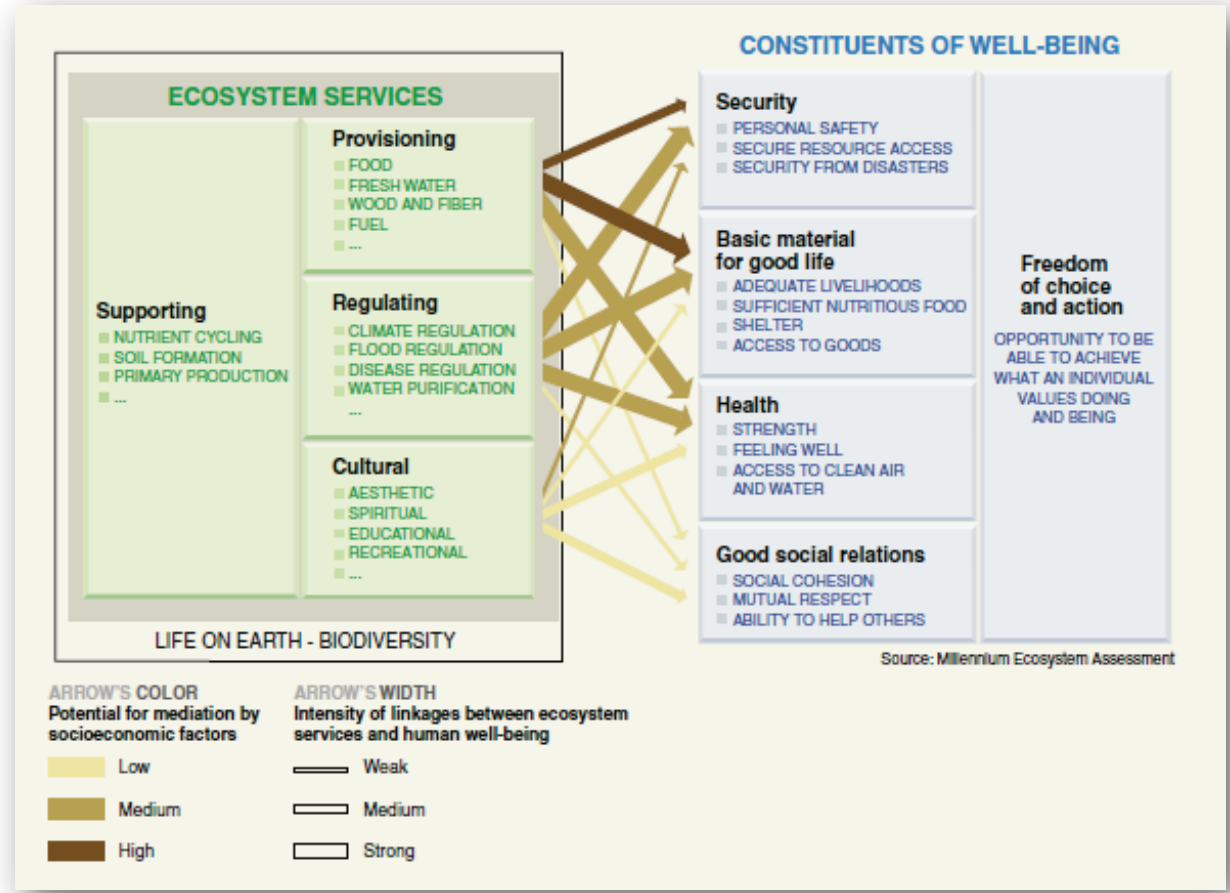 CONSTITUENTS OF WELL-BEING
ECOSYSTEM SERVICES
Supporting
NUTRIENT CYCLING
SOIL FORMATION
PRIMARY PRODUCTION
...
Provisioning
FOOD
FRESH WATER
WOOD AND FIBER
FUEL
...
Regulating
CLIMATE REGULATION
FLOOD REGULATION
DISEASE REGULATION
WATER PURIFICATION
...
Cultural
AESTHETIC
SPIRITUAL
EDUCATIONAL
RECREATIONAL
...
LIFE ON EARTH - BIODIVERSITY
Security
PERSONAL SAFETY
SECURE RESOURCE ACCESS
SECURITY FROM DISASTERS
Basic material
for good life
ADEQUATE LIVELIHOODS
SUFFICIENT NUTRITIOUS FOOD
SHELTER
ACCESS TO GOODS
Health
STRENGTH
FEELING WELL
ACCESS TO CLEAN AIR
AND WATER
Good social relations
SOCIAL COHESION
MUTUAL RESPECT
ABILITY TO HELP OTHERS
Freedom
of choice
and action
OPPORTUNITY TO BE
ABLE TO ACHIEVE
WHAT AN INDIVIDUAL
VALUES DOING
AND BEING
Source: Millennium Ecosystem Assessment
ARROW'S COLOR
Potential for mediation by
socioeconomic factors
Low
Medium
High
ARROW'S WIDTH
Intensity of linkages between ecosystem
services and human well-being
Weak
Medium
Strong